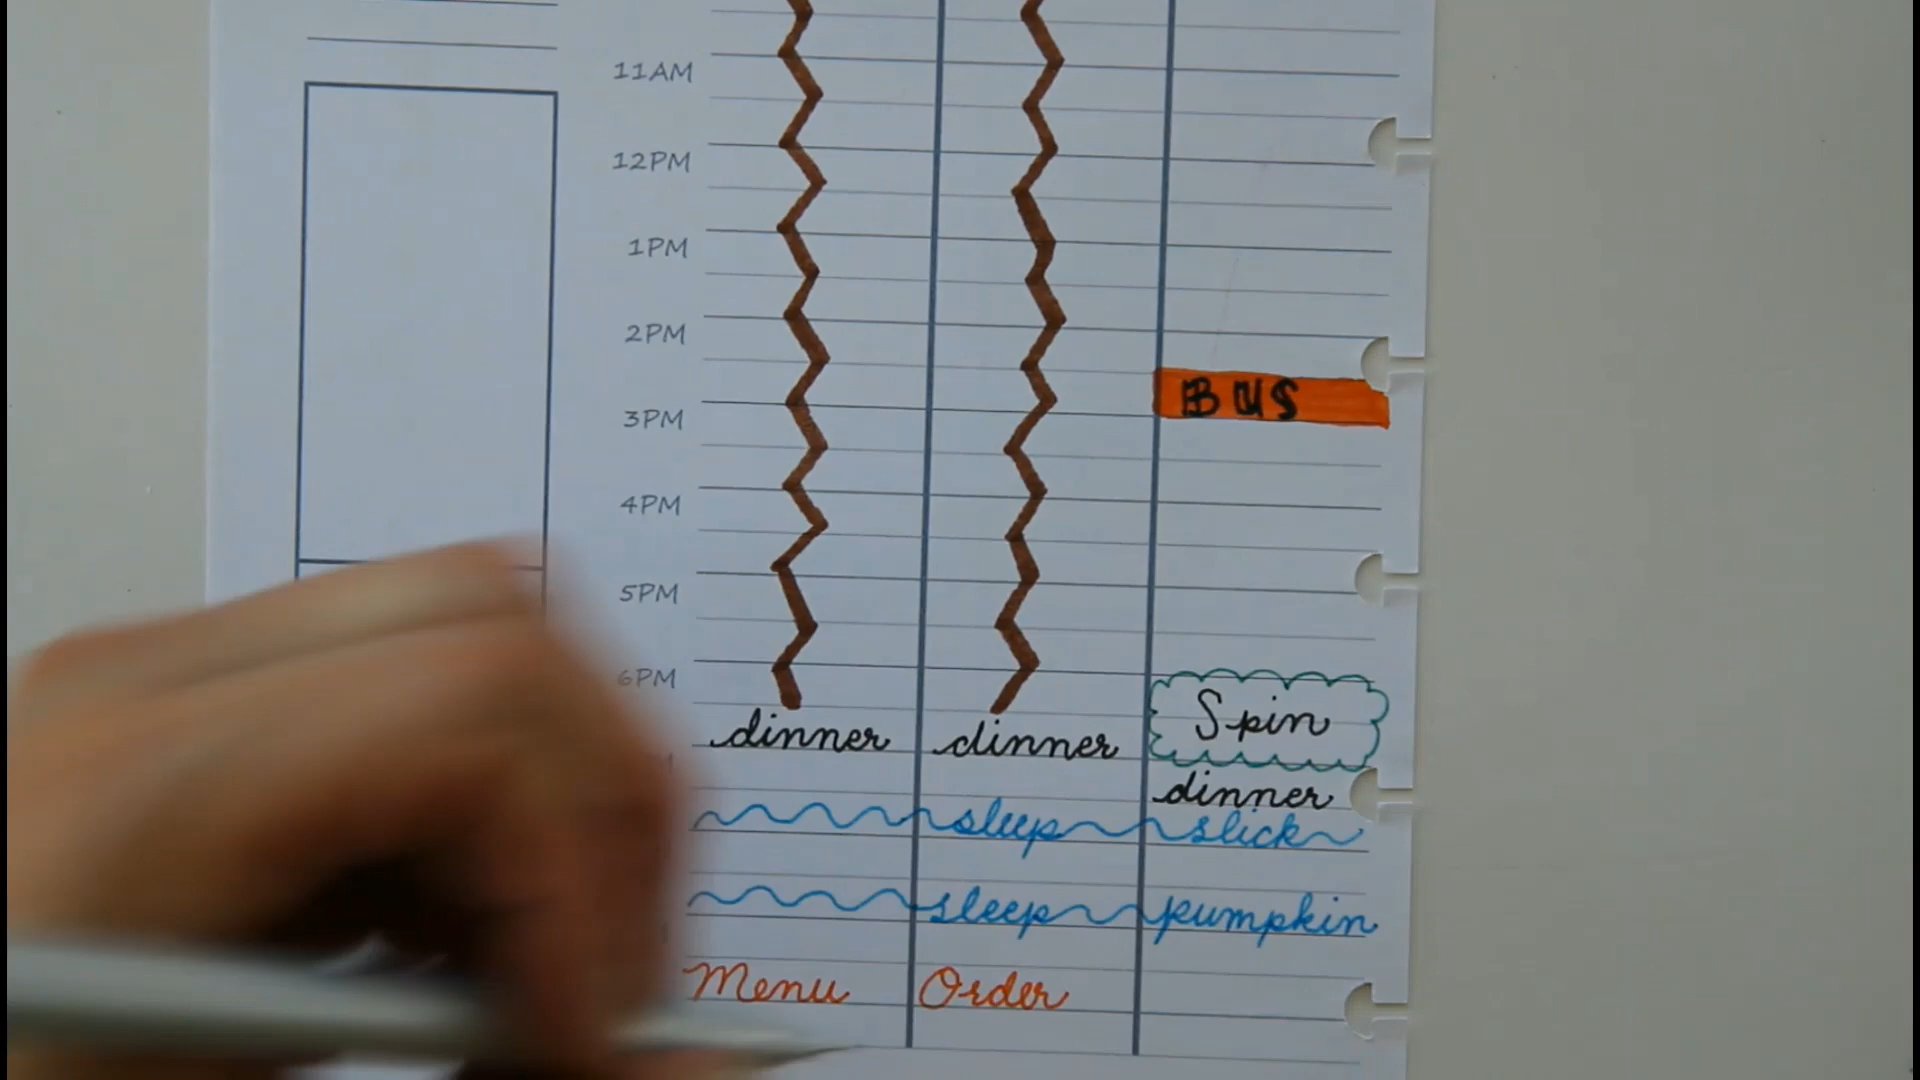 11AM
12PM
1PM
2PM
BUS
3PM
4PM
5PM
6PM
Spin
dinner dinner
dinner
sleep slick
sleep pumpkin
Menu Order